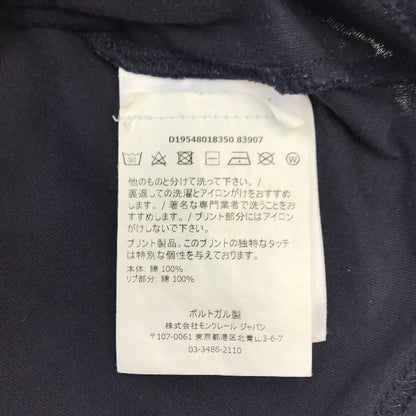 D19548018350 83907
30
W
他のものと分けて洗って下さい。/
裏返しての洗濯とアイロンがけをおすすめ
します。/ 著名な専門業者で洗うことをお
すすめします。/ プリント部分にはアイロン
がけしないで下さい。/
プリント製品。このプリントの独特なタッチ
は特別な個性を与えております。
本体: 綿 100%
リブ部分: 綿 100%
ポルトガル製
株式会社モンクレール ジャパン
〒107-0061 東京都港区北青山3-6-7
03-3486-2110